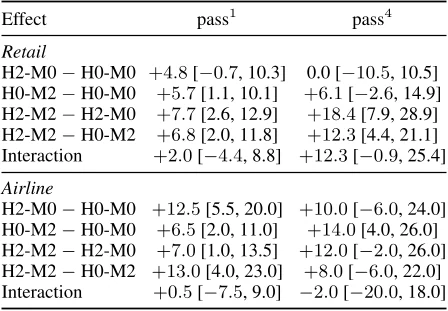 Effect pass¹ pass⁴
Retail
H2-M0 − H0-M0 +4.8 [−0.7, 10.3] 0.0 [−10.5, 10.5]
H0-M2 − H0-M0 +5.7 [1.1, 10.1] +6.1 [−2.6, 14.9]
H2-M2 − H2-M0 +7.7 [2.6, 12.9] +18.4 [7.9, 28.9]
H2-M2 − H0-M2 +6.8 [2.0, 11.8] +12.3 [4.4, 21.1]
Interaction +2.0 [−4.4, 8.8] +12.3 [−0.9, 25.4]
Airline
H2-M0 − H0-M0 +12.5 [5.5, 20.0] +10.0 [−6.0, 24.0]
H0-M2 − H0-M0 +6.5 [2.0, 11.0] +14.0 [4.0, 26.0]
H2-M2 − H2-M0 +7.0 [1.0, 13.5] +12.0 [−2.0, 26.0]
H2-M2 − H0-M2 +13.0 [4.0, 23.0] +8.0 [−6.0, 22.0]
Interaction +0.5 [−7.5, 9.0] −2.0 [−20.0, 18.0]